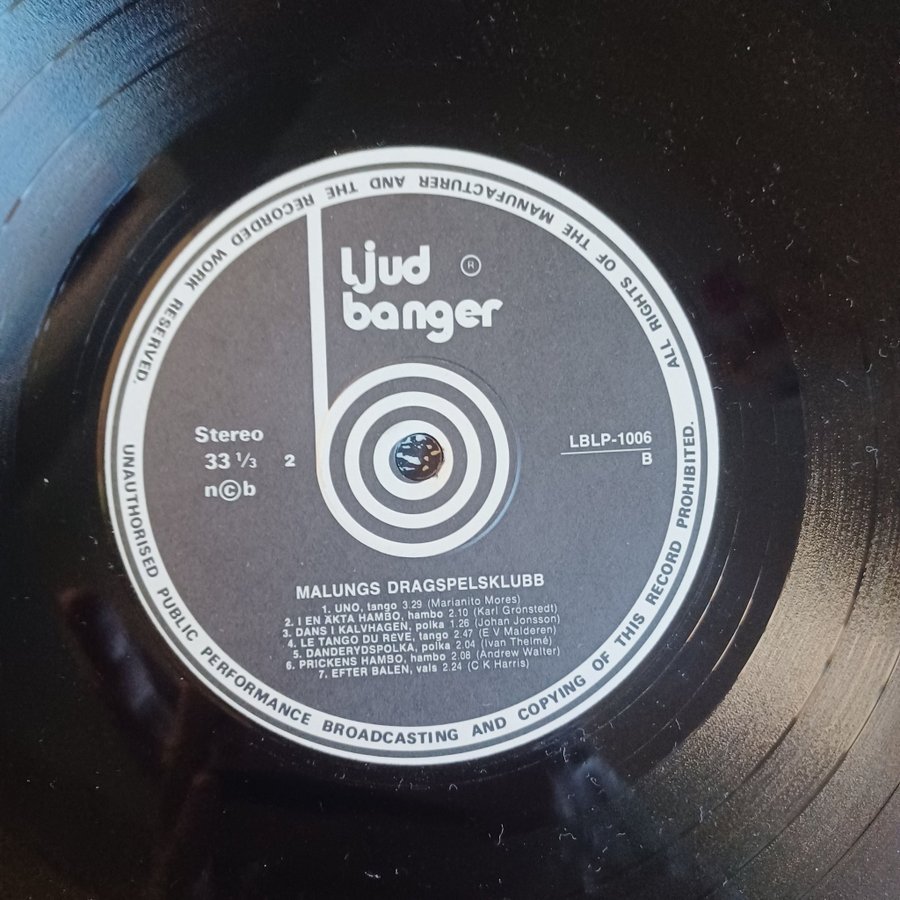 Ljud ®
banger
Stereo
33 1/3
n©b
2
LBLP-1006
B
MALUNGS DRAGSPELSKLUBB
1. UNO, tango 3.29 (Marianito Mores)
2. I EN ÄKTA HAMBO, hambo 2.10 (Karl Grönstedt)
3. DANS I KALVHAGEN, polka 1.26 (Johan Jonsson)
4. LE TANGO DU REVE, tango 2.47 (E V Malderen)
5. DANDERYDSPOLKA, polka 2.04 (Ivan Thelmé)
6. PRICKENS HAMBO, hambo 2.08 (Andrew Walter)
7. EFTER BALEN, vals 2.24 (C K Harris)
ALL RIGHTS OF THE MANUFACTURER AND THE RECORDED WORK RESERVED.
UNAUTHORISED PUBLIC PERFORMANCE BROADCASTING AND COPYING OF THIS RECORD PROHIBITED.